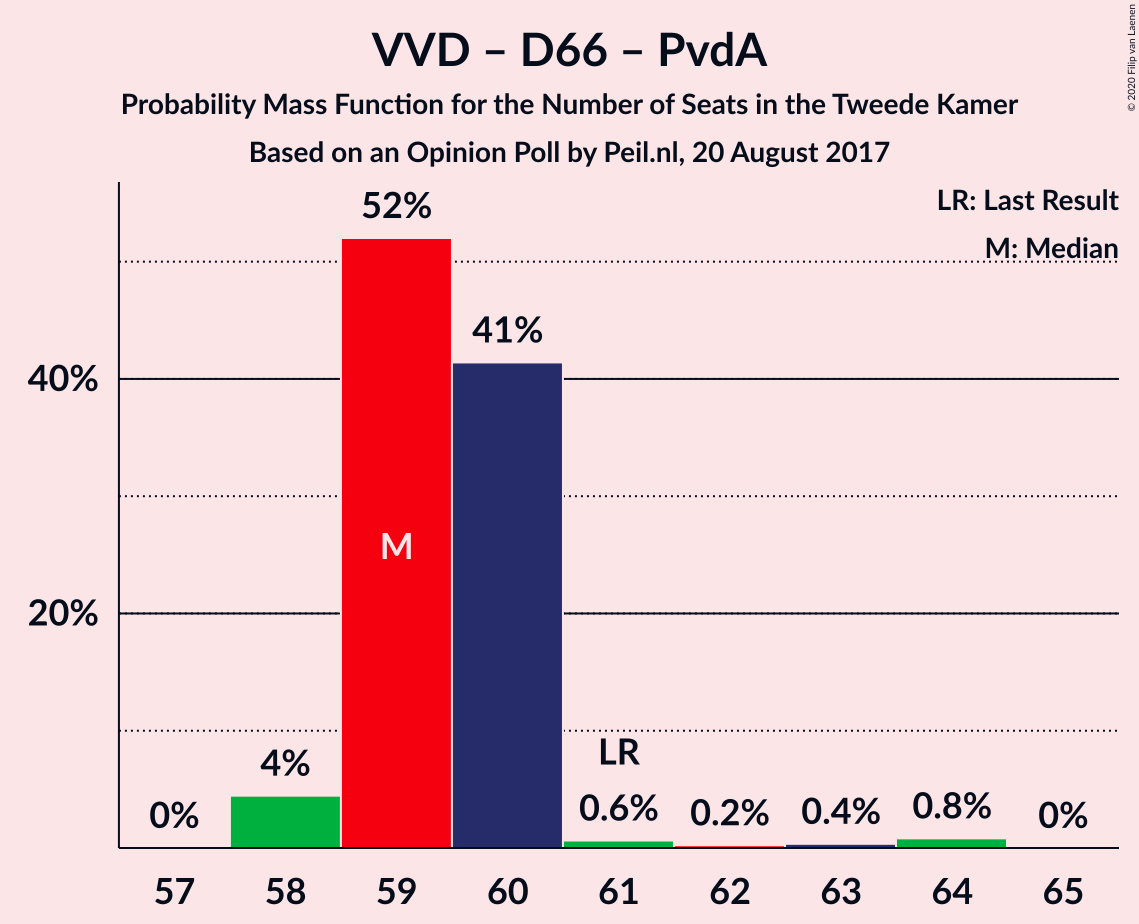 VVD – D66 – PvdA
Probability Mass Function for the Number of Seats in the Tweede Kamer
Based on an Opinion Poll by Peil.nl, 20 August 2017
© 2020 Filip van Laenen
LR: Last Result
M: Median
52%
41%
40%
M
20%
LR
4%
0%
0.6%
0.2%
0.4%
0.8%
0%
57 58 59 60 61 62 63 64 65